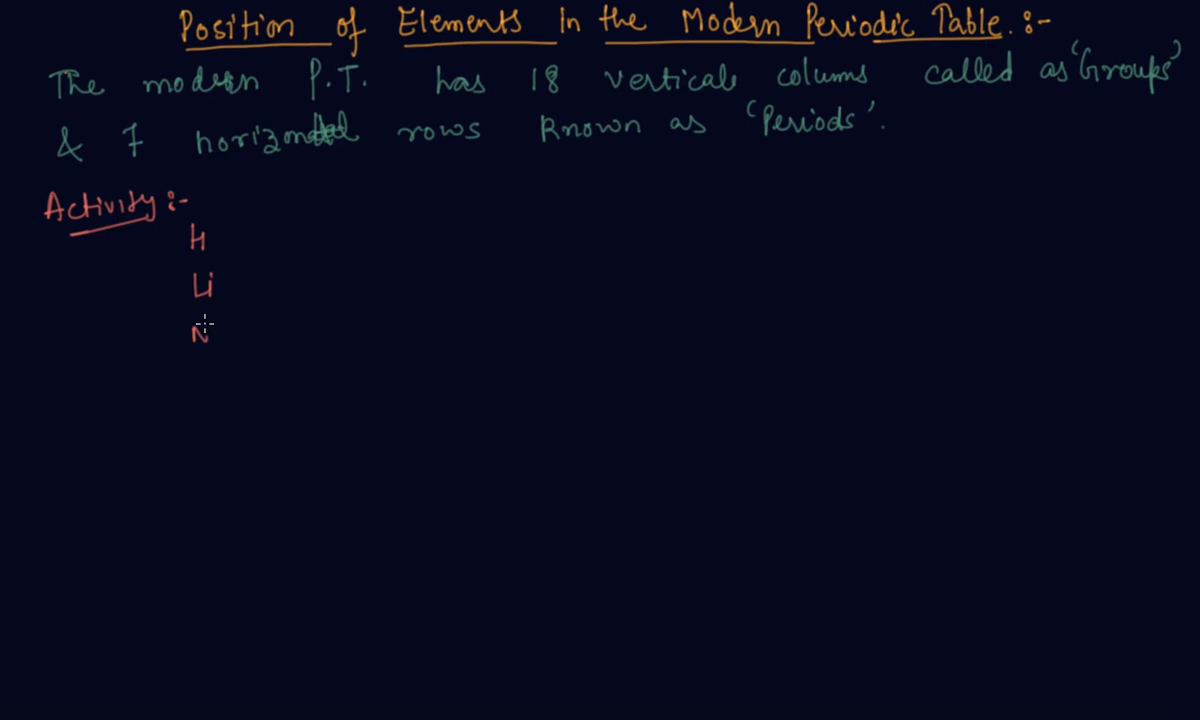 Position of Elements in the Modern Periodic Table :-
The modern P.T. has 18 verticals colums called as 'Groups'
& 7 horizontal rows known as 'Periods'.
Activity :-
H
Li
N